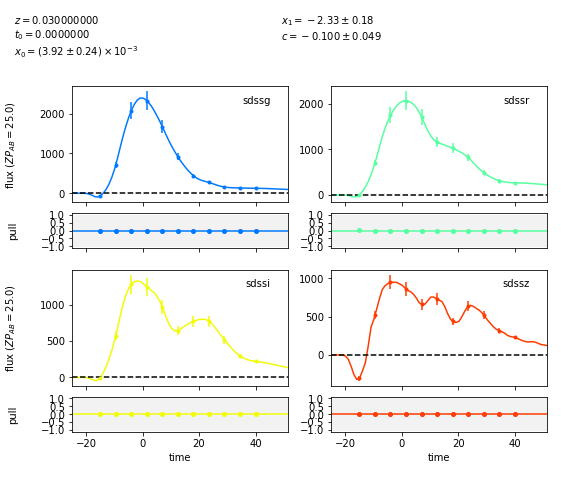 z = 0.030000000
t₀ = 0.0000000
x₀ = (3.92 ± 0.24) × 10⁻³
x₁ = −2.33 ± 0.18
c = −0.100 ± 0.049
flux (ZP_AB = 25.0)
2000
1000
0
sdssg
2000
1000
0
sdssr
pull
1.0
0.5
0.0
−0.5
−1.0
1.0
0.5
0.0
−0.5
−1.0
flux (ZP_AB = 25.0)
1000
500
0
sdssi
1000
500
0
sdssz
pull
1.0
0.5
0.0
−0.5
−1.0
−20 0 20 40
time
1.0
0.5
0.0
−0.5
−1.0
−20 0 20 40
time